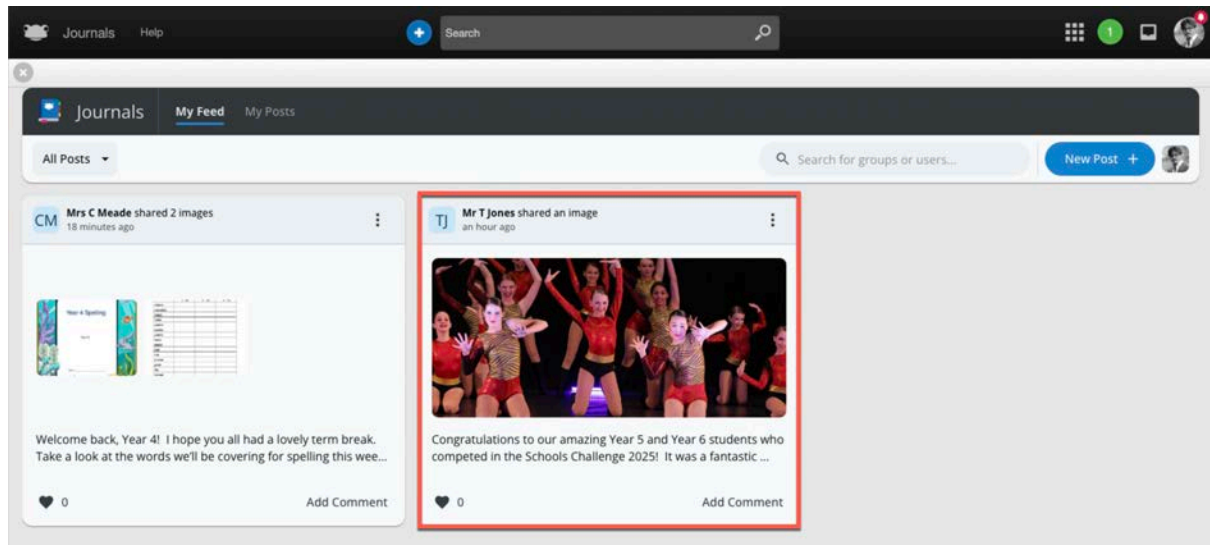 Journals Help Search 1
Journals My Feed My Posts
All Posts Search for groups or users... New Post +
CM Mrs C Meade shared 2 images
18 minutes ago
Year 4 Spelling
Welcome back, Year 4! I hope you all had a lovely term break.
Take a look at the words we'll be covering for spelling this wee...
0 Add Comment
TJ Mr T Jones shared an image
an hour ago
Congratulations to our amazing Year 5 and Year 6 students who
competed in the Schools Challenge 2025! It was a fantastic ...
0 Add Comment